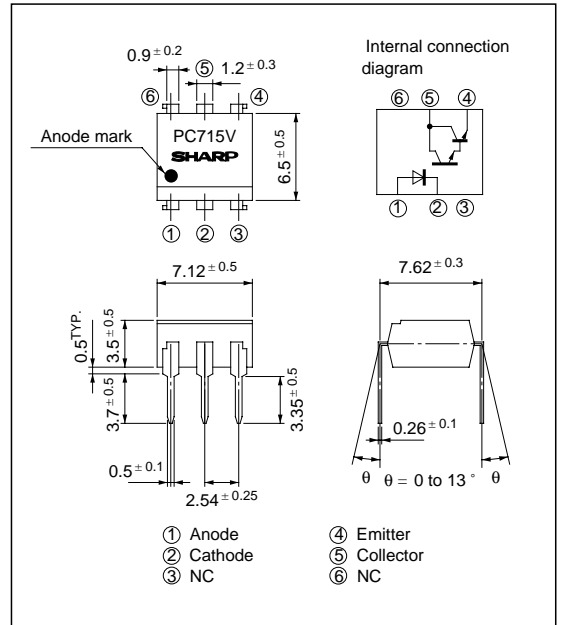 0.9 ± 0.2
⑤
1.2 ± 0.3
⑥
④
Anode mark
PC715V
SHARP
6.5 ± 0.5
①
②
③
Internal connection
diagram
⑥ ⑤ ④
① ② ③
7.12 ± 0.5
7.62 ± 0.3
0.5 TYP.
3.5 ± 0.5
3.7 ± 0.5
3.35 ± 0.5
0.5 ± 0.1
2.54 ± 0.25
0.26 ± 0.1
θ
θ = 0 to 13 °
θ
① Anode
② Cathode
③ NC
④ Emitter
⑤ Collector
⑥ NC